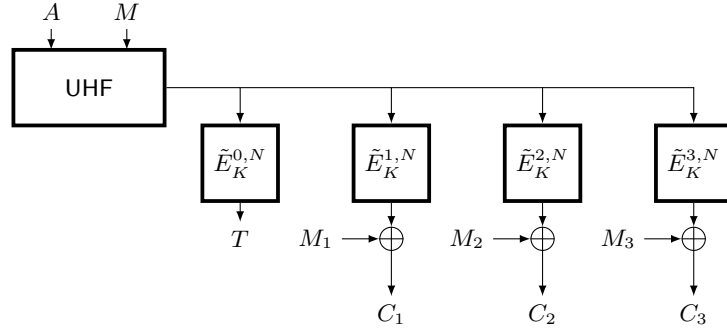 A M
UHF
Ẽ_K^{0,N} Ẽ_K^{1,N} Ẽ_K^{2,N} Ẽ_K^{3,N}
T M_1 M_2 M_3
C_1 C_2 C_3